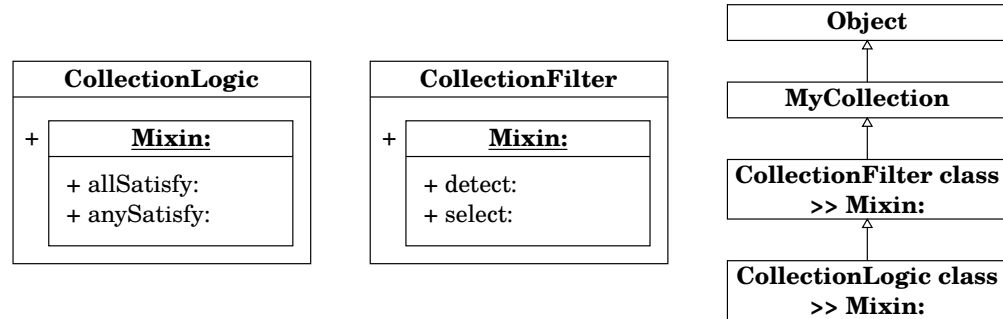 CollectionLogic
+ Mixin:
+ allSatisfy:
+ anySatisfy:
CollectionFilter
+ Mixin:
+ detect:
+ select:
Object
MyCollection
CollectionFilter class
>> Mixin:
CollectionLogic class
>> Mixin: